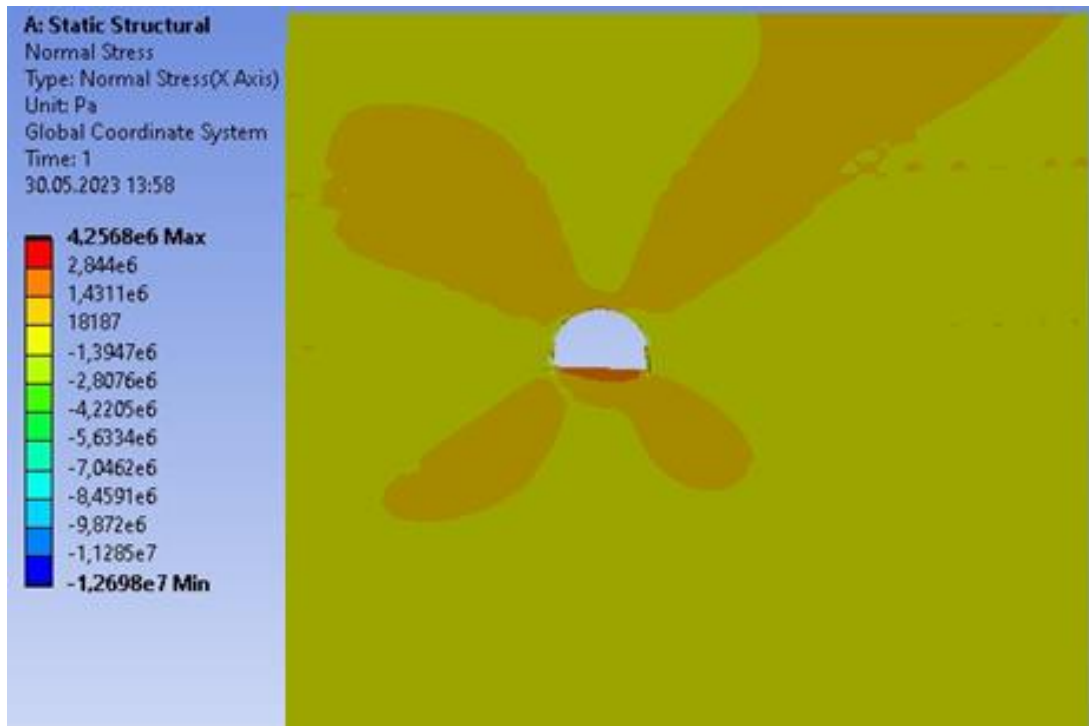 A: Static Structural
Normal Stress
Type: Normal Stress(X Axis)
Unit: Pa
Global Coordinate System
Time: 1
30.05.2023 13:58
4,2568e6 Max
2,844e6
1,4311e6
18187
-1,3947e6
-2,8076e6
-4,2205e6
-5,6334e6
-7,0462e6
-8,4591e6
-9,872e6
-1,1285e7
-1,2698e7 Min